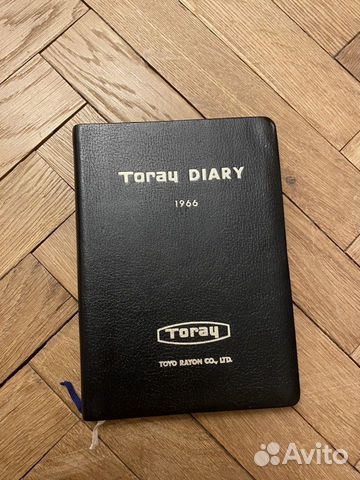 Toray DIARY
1966
Toray
TOYO RAYON CO., LTD.
Avito